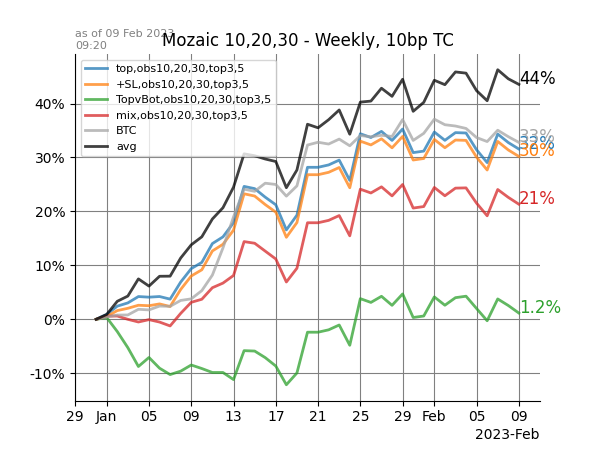 as of 09 Feb 2023
09:20
Mozaic 10,20,30 - Weekly, 10bp TC
top,obs10,20,30,top3,5
+SL,obs10,20,30,top3,5
TopvBot,obs10,20,30,top3,5
mix,obs10,20,30,top3,5
BTC
avg
44%
33%
32%
30%
21%
1.2%
40%
30%
20%
10%
0%
-10%
29 Jan 05 09 13 17 21 25 29 Feb 05 09
2023-Feb